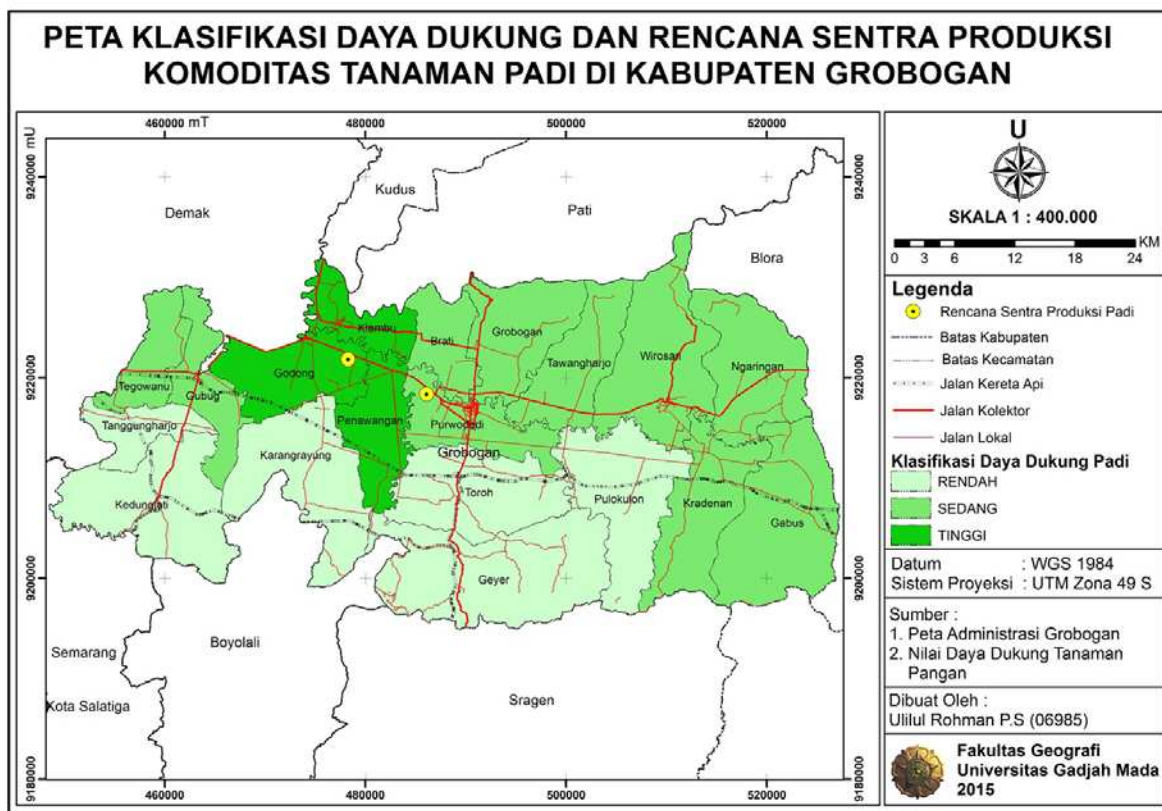 PETA KLASIFIKASI DAYA DUKUNG DAN RENCANA SENTRA PRODUKSI
KOMODITAS TANAMAN PADI DI KABUPATEN GROBOGAN
460000 mT
480000
500000
520000
mU
9240000
9220000
9200000
9180000
Kudus
Demak
Pati
Blora
Klambu
Grobogan
Brati
Tawangharjo
Wirosari
Ngaringan
Godong
Tegowanu
Gubug
Penawangan
Purwodadi
Tanggungharjo
Karangrayung
Grobogan
Toroh
Pulokulon
Kradenan
Kedungjati
Gabus
Geyer
Semarang
Boyolali
Kota Salatiga
Sragen
460000
480000
500000
520000
9240000
9220000
9200000
9180000
U
SKALA 1 : 400.000
KM
0 3 6 12 18 24
Legenda
Rencana Sentra Produksi Padi
Batas Kabupaten
Batas Kecamatan
Jalan Kereta Api
Jalan Kolektor
Jalan Lokal
Klasifikasi Daya Dukung Padi
RENDAH
SEDANG
TINGGI
Datum : WGS 1984
Sistem Proyeksi : UTM Zona 49 S
Sumber :
1. Peta Administrasi Grobogan
2. Nilai Daya Dukung Tanaman
Pangan
Dibuat Oleh :
Ulilul Rohman P.S (06985)
Fakultas Geografi
Universitas Gadjah Mada
2015